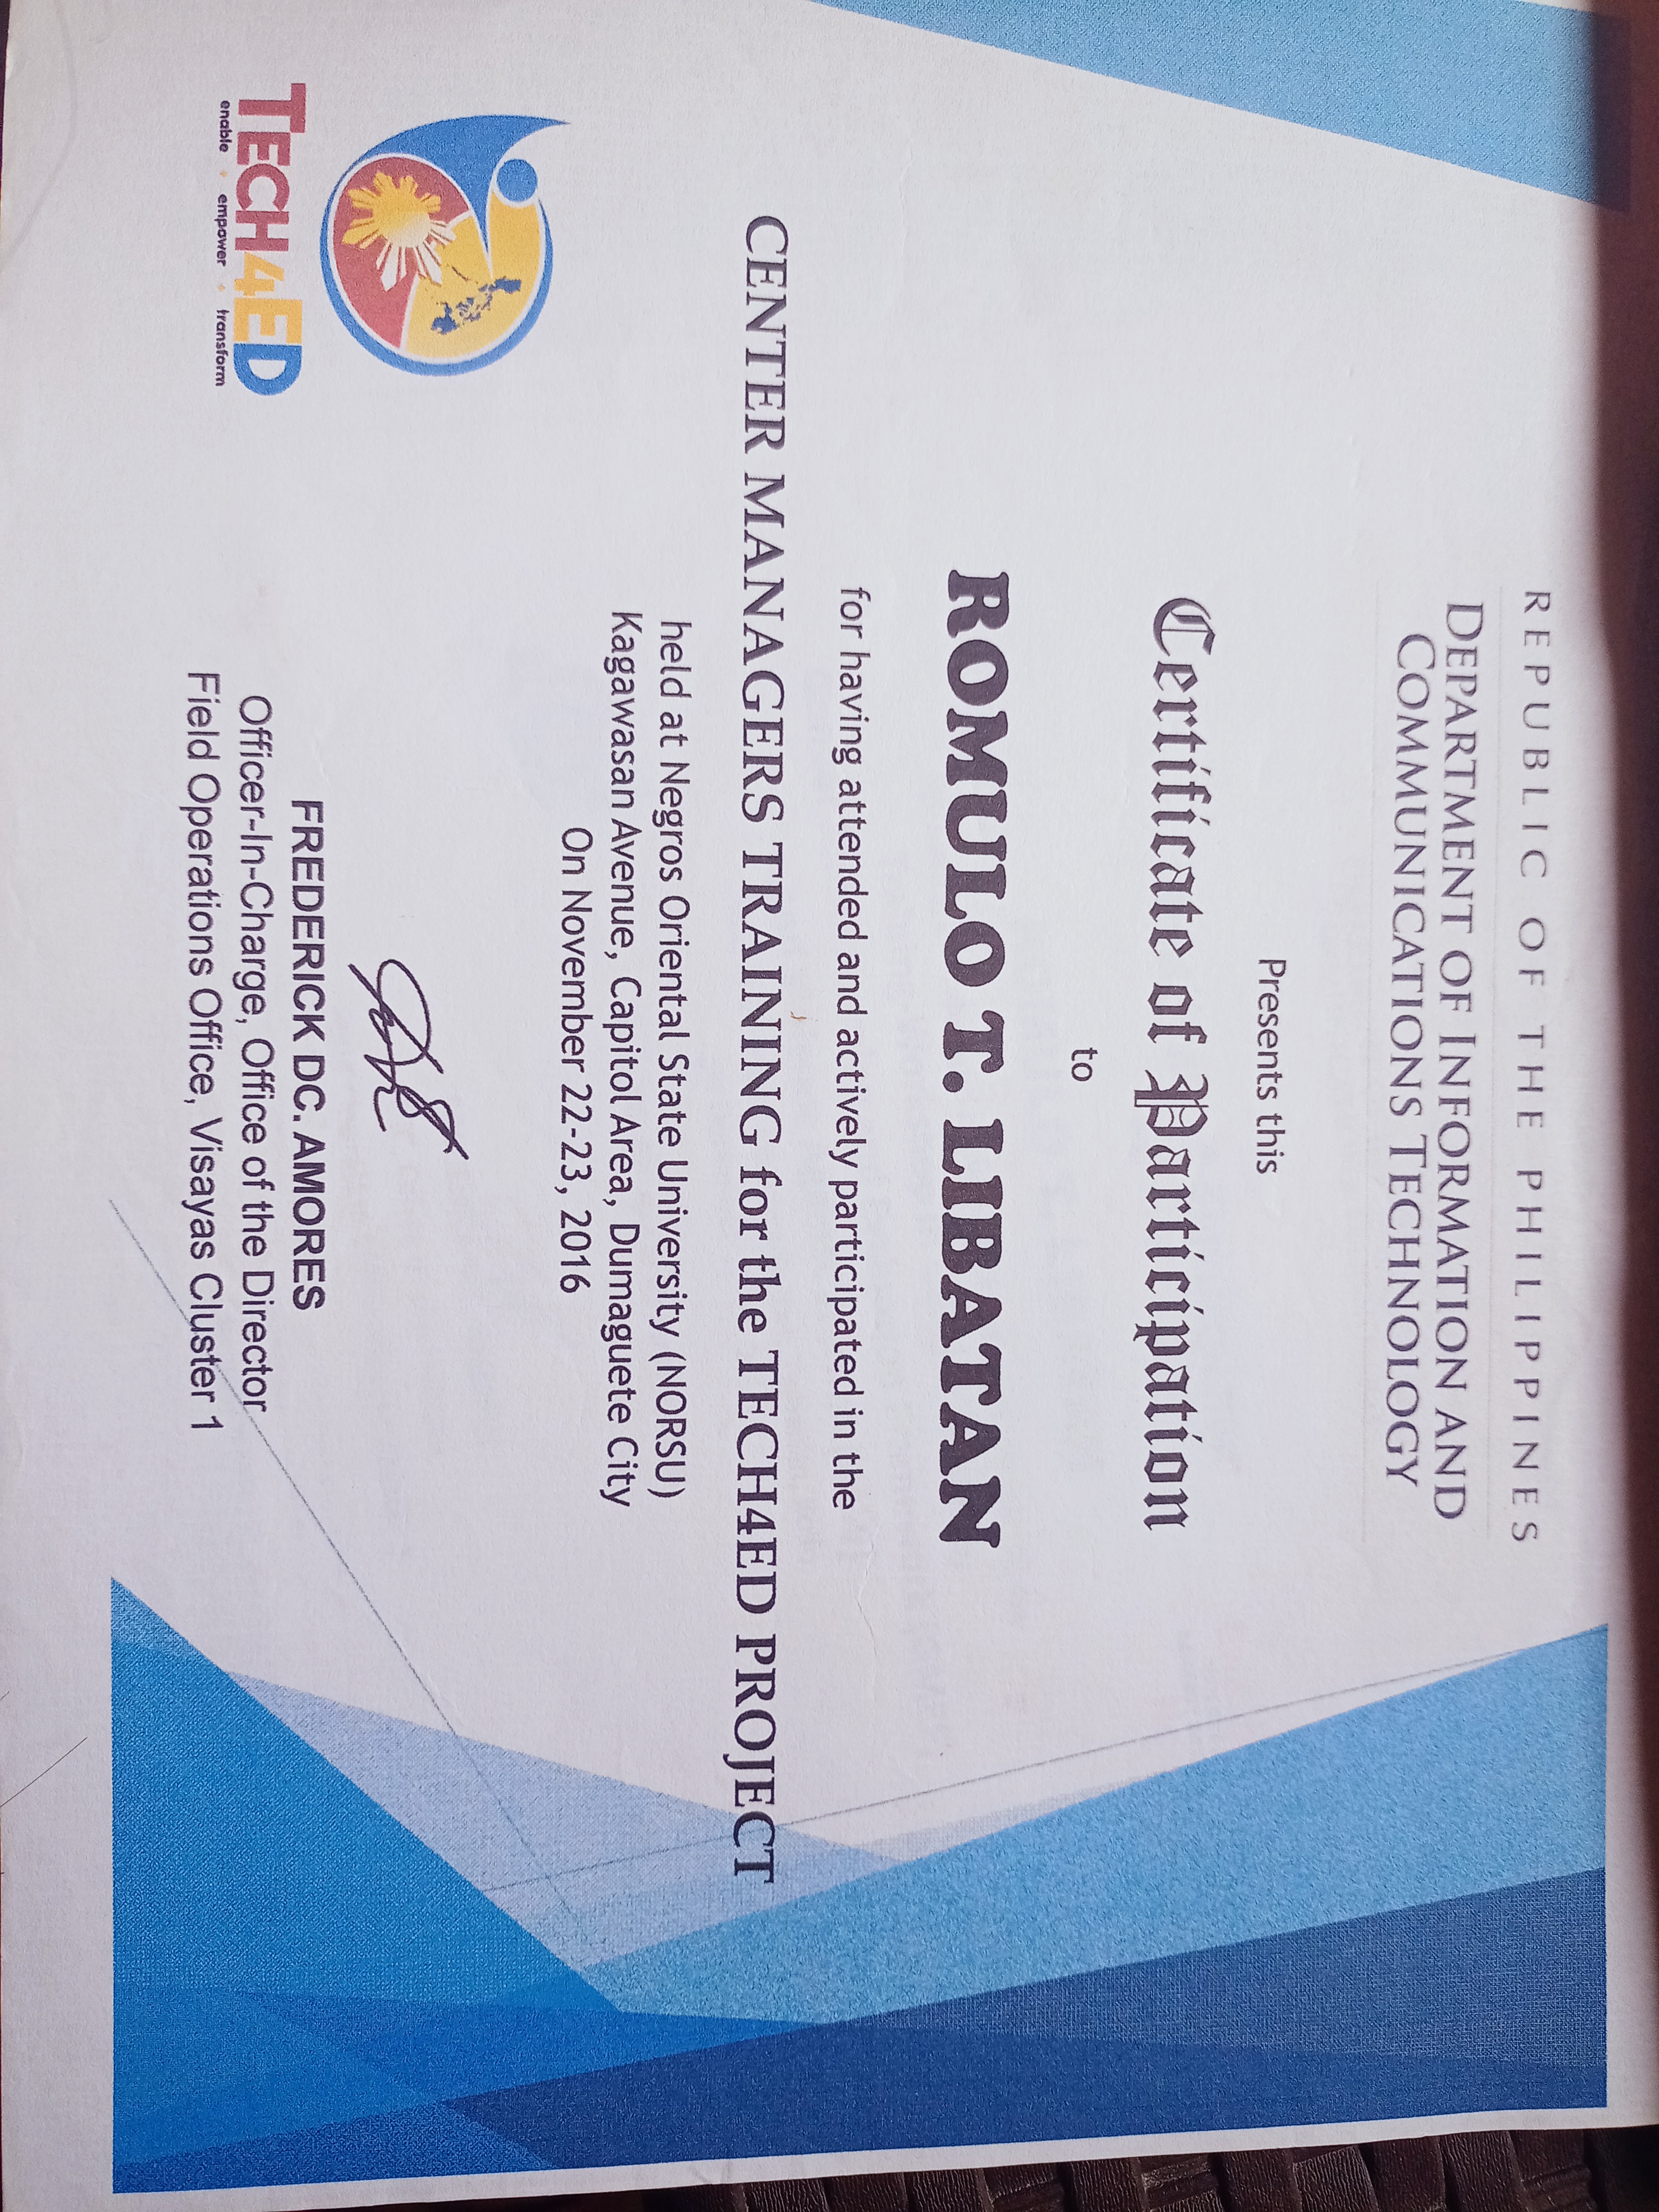 REPUBLIC OF THE PHILIPPINES
DEPARTMENT OF INFORMATION AND
COMMUNICATIONS TECHNOLOGY
Presents this
Certificate of Participation
to
ROMULO T. LIBATAN
for having attended and actively participated in the
CENTER MANAGERS TRAINING for the TECH4ED PROJECT
held at Negros Oriental State University (NORSU)
Kagawasan Avenue, Capitol Area, Dumaguete City
On November 22-23, 2016
FREDERICK DC. AMORES
Officer-In-Charge, Office of the Director
Field Operations Office, Visayas Cluster 1
TECH4ED
enable + empower + transform